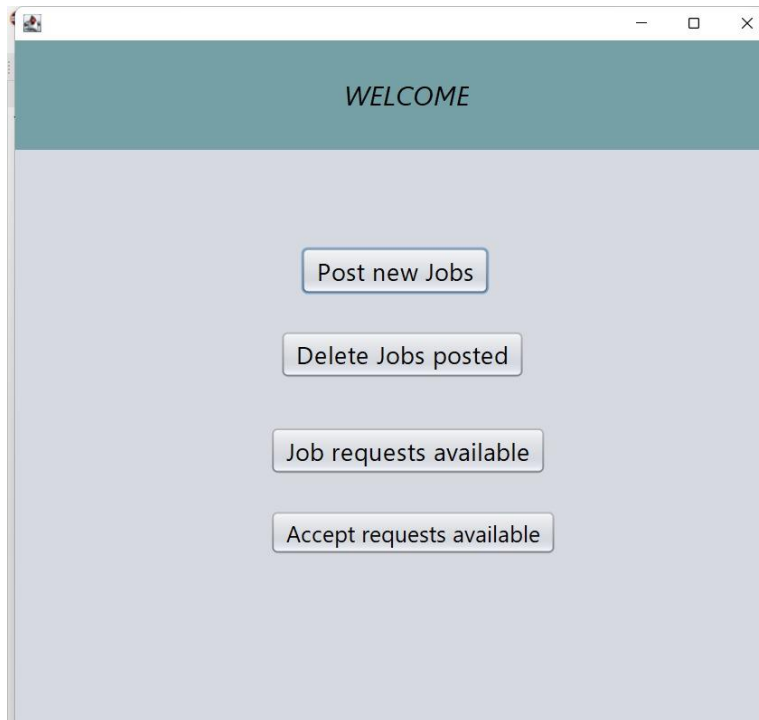 WELCOME
Post new Jobs
Delete Jobs posted
Job requests available
Accept requests available